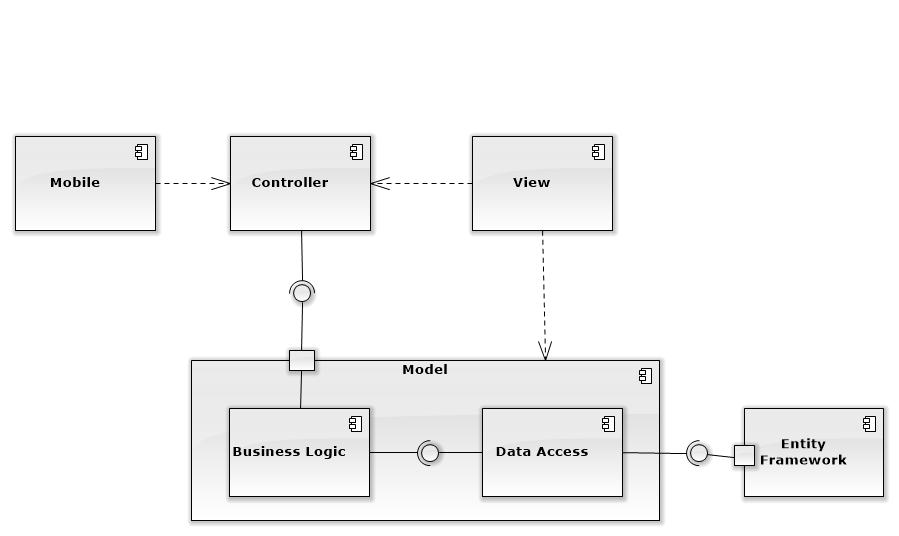 Mobile
Controller
View
Model
Business Logic
Data Access
Entity
Framework